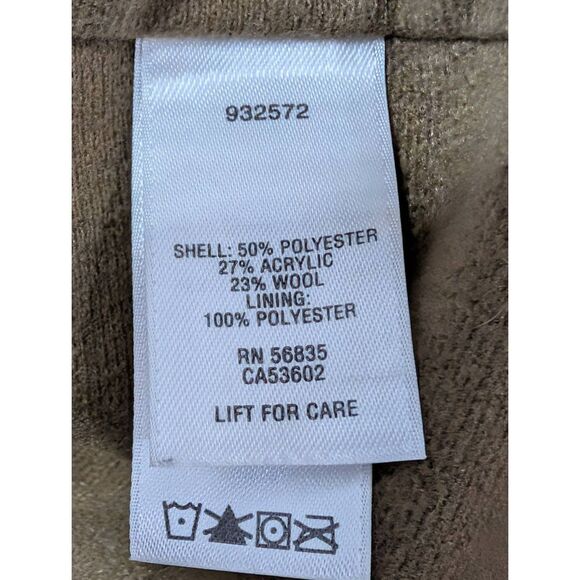 932572
SHELL: 50% POLYESTER
27% ACRYLIC
23% WOOL
LINING:
100% POLYESTER
RN 56835
CA53602
LIFT FOR CARE